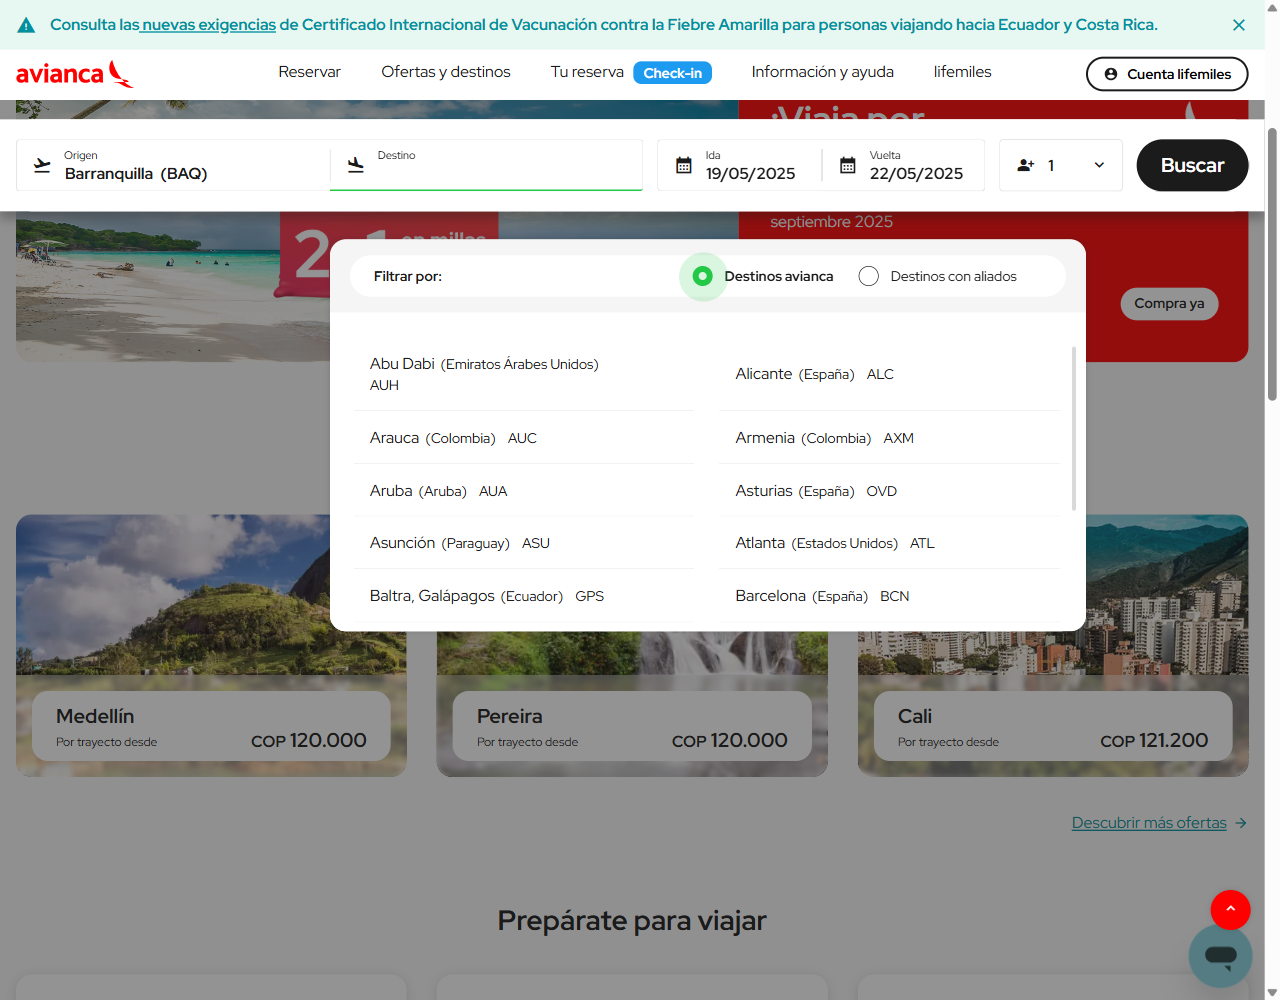 Consulta las nuevas exigencias de Certificado Internacional de Vacunación contra la Fiebre Amarilla para personas viajando hacia Ecuador y Costa Rica.
avianca
Reservar
Ofertas y destinos
Tu reserva
Check-in
Información y ayuda
lifemiles
Cuenta lifemiles
¡Viaja por
Origen
Barranquilla (BAQ)
Destino
Ida
19/05/2025
Vuelta
22/05/2025
1
Buscar
septiembre 2025
en millas
Compra ya
Filtrar por:
Destinos avianca
Destinos con aliados
Abu Dabi (Emiratos Árabes Unidos)
AUH
Alicante (España) ALC
Arauca (Colombia) AUC
Armenia (Colombia) AXM
Aruba (Aruba) AUA
Asturias (España) OVD
Asunción (Paraguay) ASU
Atlanta (Estados Unidos) ATL
Baltra, Galápagos (Ecuador) GPS
Barcelona (España) BCN
Medellín
Por trayecto desde
COP 120.000
Pereira
Por trayecto desde
COP 120.000
Cali
Por trayecto desde
COP 121.200
Descubrir más ofertas
Prepárate para viajar